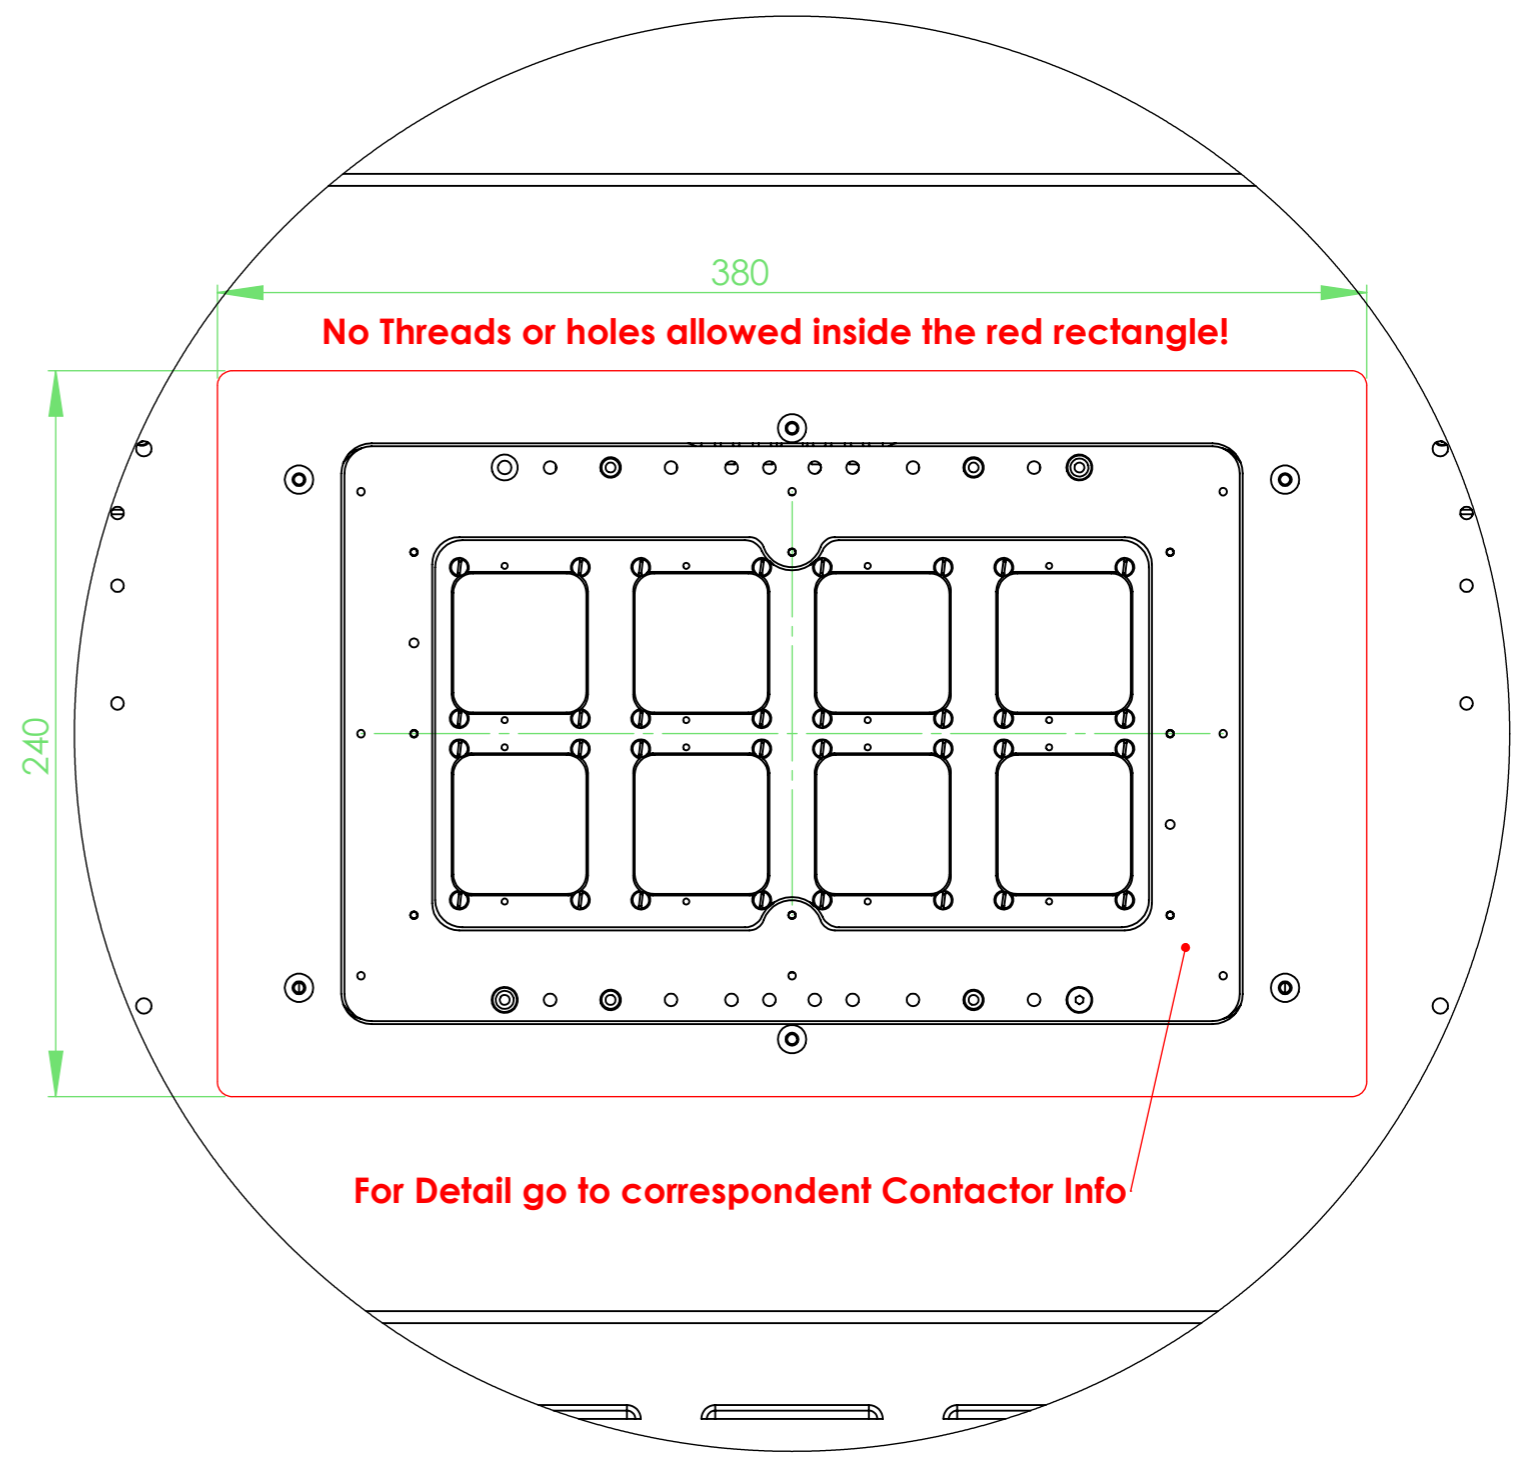 380
No Threads or holes allowed inside the red rectangle!
240
For Detail go to correspondent Contactor Info